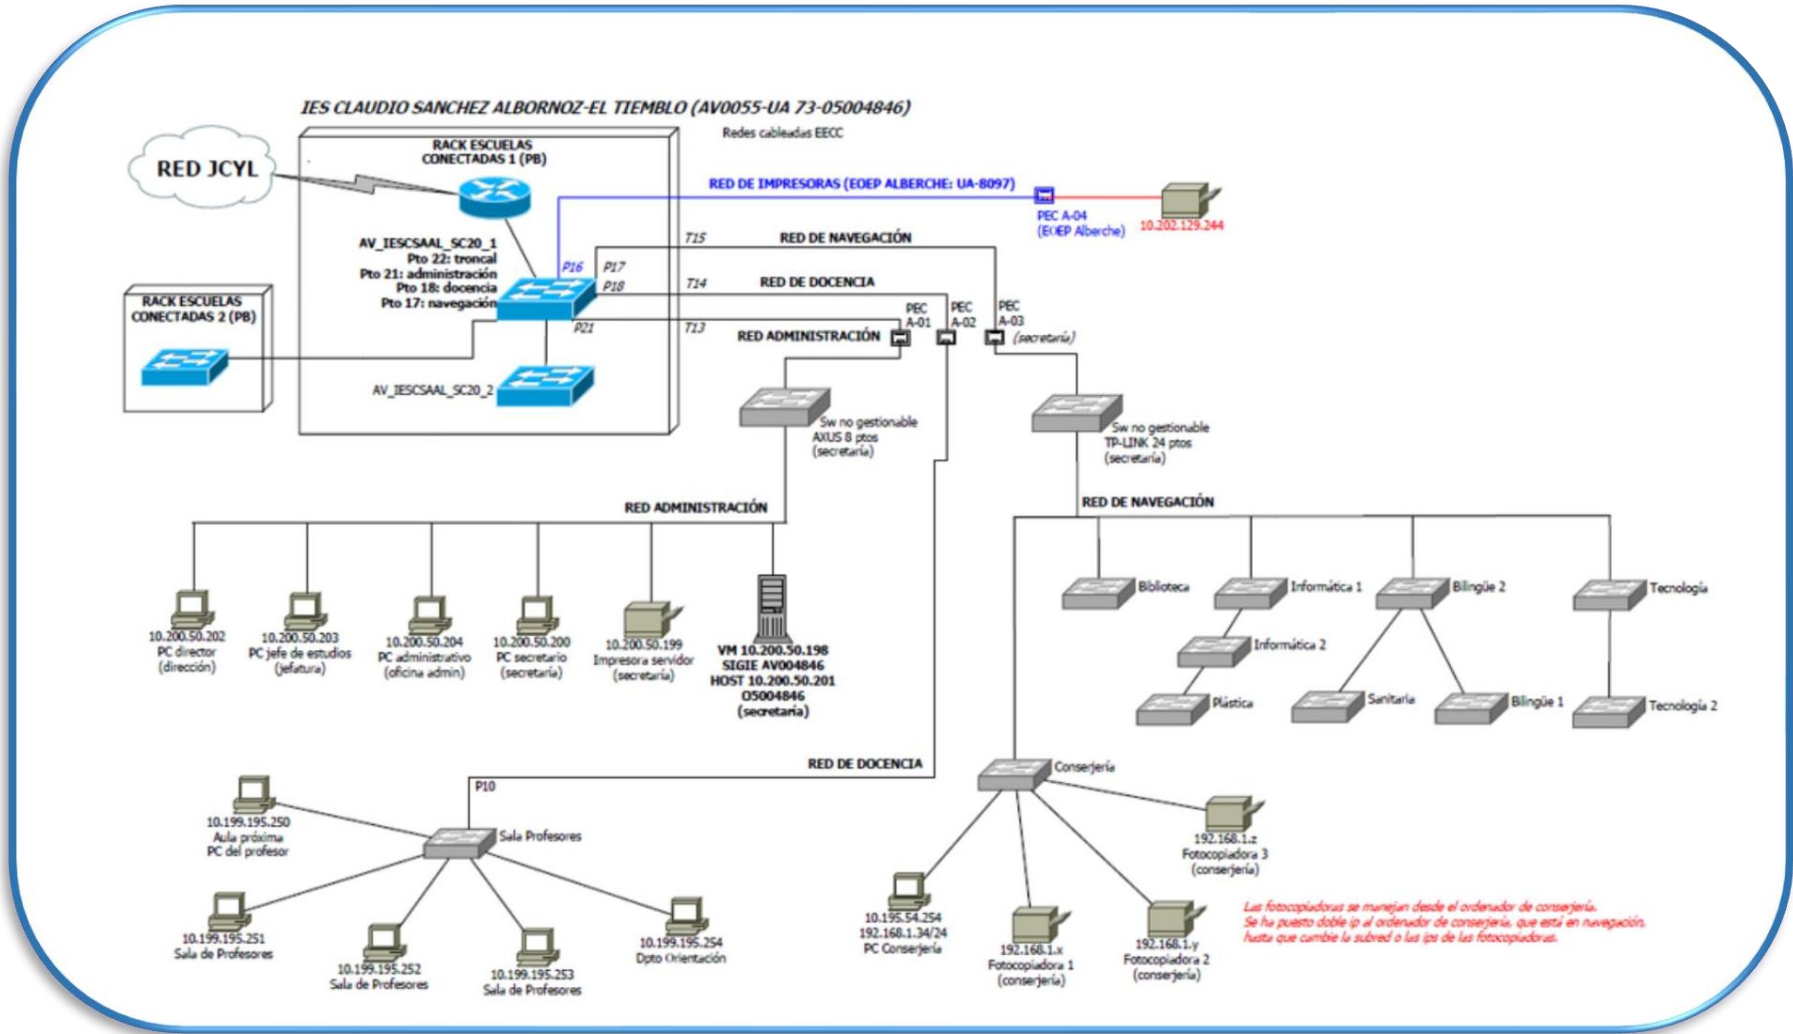 IES CLAUDIO SANCHEZ ALBORNOZ-EL TIEMBLO (AV0055-UA 73-05004846)
Redes cableadas EECC
RED JCYL
RACK ESCUELAS
CONECTADAS 1 (PB)
RED DE IMPRESORAS (EOEP ALBERCHE: UA-8097)
PEC A-04
(EOEP Alberche)
10.202.129.244
AV_IESCSAAL_SC20_1
Pto 22: troncal
Pto 21: administración
Pto 18: docencia
Pto 17: navegación
P16
P17
P18
P21
T15
RED DE NAVEGACIÓN
T14
RED DE DOCENCIA
T13
RED ADMINISTRACIÓN
PEC
A-01
PEC
A-02
PEC
A-03
(secretaría)
RACK ESCUELAS
CONECTADAS 2 (PB)
AV_IESCSAAL_SC20_2
Sw no gestionable
AXUS 8 ptos
(secretaría)
Sw no gestionable
TP-LINK 24 ptos
(secretaría)
RED ADMINISTRACIÓN
RED DE NAVEGACIÓN
10.200.50.202
PC director
(dirección)
10.200.50.203
PC jefe de estudios
(jefatura)
10.200.50.204
PC administrativo
(oficina admin)
10.200.50.200
PC secretario
(secretaría)
10.200.50.199
Impresora servidor
(secretaría)
VM 10.200.50.198
SIGIE AV004846
HOST 10.200.50.201
O5004846
(secretaría)
Biblioteca
Informática 1
Informática 2
Plástica
Bilingüe 2
Sanitaria
Bilingüe 1
Tecnología
Tecnología 2
RED DE DOCENCIA
P10
Sala Profesores
10.199.195.250
Aula próxima
PC del profesor
10.199.195.251
Sala de Profesores
10.199.195.252
Sala de Profesores
10.199.195.253
Sala de Profesores
10.199.195.254
Dpto Orientación
Conserjería
10.195.54.254
192.168.1.34/24
PC Conserjería
192.168.1.x
Fotocopiadora 1
(conserjería)
192.168.1.y
Fotocopiadora 2
(conserjería)
192.168.1.z
Fotocopiadora 3
(conserjería)
Las fotocopiadoras se manejan desde el ordenador de conserjería.
Se ha puesto doble ip al ordenador de conserjería, que está en navegación,
hasta que cambie la subred o las ips de las fotocopiadoras.